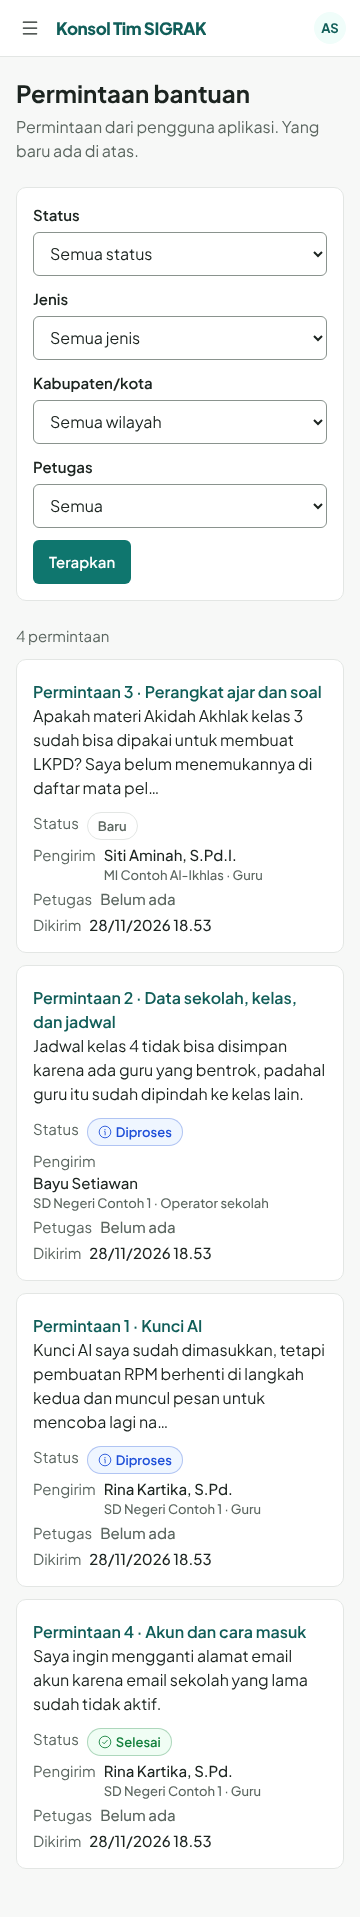 Konsol Tim SIGRAK
AS
Permintaan bantuan
Permintaan dari pengguna aplikasi. Yang
baru ada di atas.
Status
Semua status
Jenis
Semua jenis
Kabupaten/kota
Semua wilayah
Petugas
Semua
Terapkan
4 permintaan
Permintaan 3 · Perangkat ajar dan soal
Apakah materi Akidah Akhlak kelas 3
sudah bisa dipakai untuk membuat
LKPD? Saya belum menemukannya di
daftar mata pel…
Status Baru
Pengirim Siti Aminah, S.Pd.I.
MI Contoh Al-Ikhlas · Guru
Petugas Belum ada
Dikirim 28/11/2026 18.53
Permintaan 2 · Data sekolah, kelas,
dan jadwal
Jadwal kelas 4 tidak bisa disimpan
karena ada guru yang bentrok, padahal
guru itu sudah dipindah ke kelas lain.
Status Diproses
Pengirim
Bayu Setiawan
SD Negeri Contoh 1 · Operator sekolah
Petugas Belum ada
Dikirim 28/11/2026 18.53
Permintaan 1 · Kunci AI
Kunci AI saya sudah dimasukkan, tetapi
pembuatan RPM berhenti di langkah
kedua dan muncul pesan untuk
mencoba lagi na…
Status Diproses
Pengirim Rina Kartika, S.Pd.
SD Negeri Contoh 1 · Guru
Petugas Belum ada
Dikirim 28/11/2026 18.53
Permintaan 4 · Akun dan cara masuk
Saya ingin mengganti alamat email
akun karena email sekolah yang lama
sudah tidak aktif.
Status Selesai
Pengirim Rina Kartika, S.Pd.
SD Negeri Contoh 1 · Guru
Petugas Belum ada
Dikirim 28/11/2026 18.53